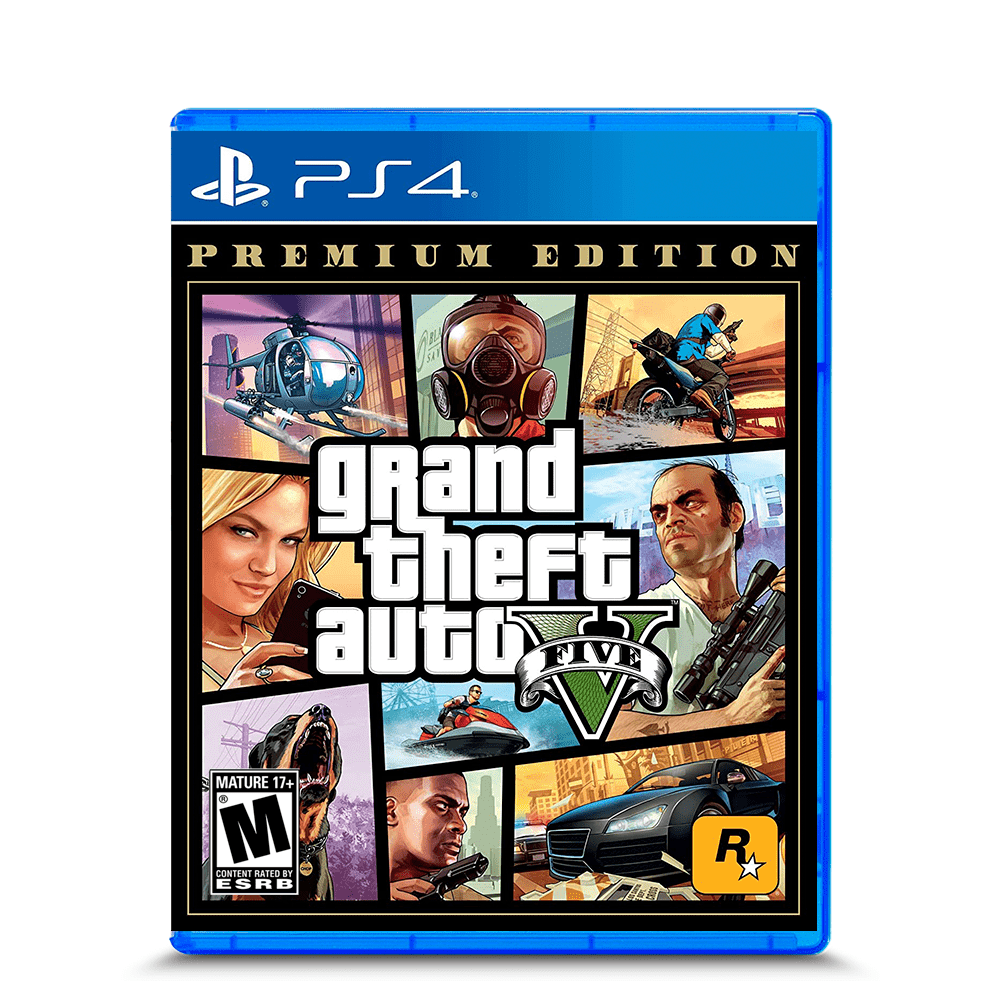 PS4
PREMIUM EDITION
grand
theft
auto V
FIVE
MATURE 17+
M
CONTENT RATED BY
ESRB
R